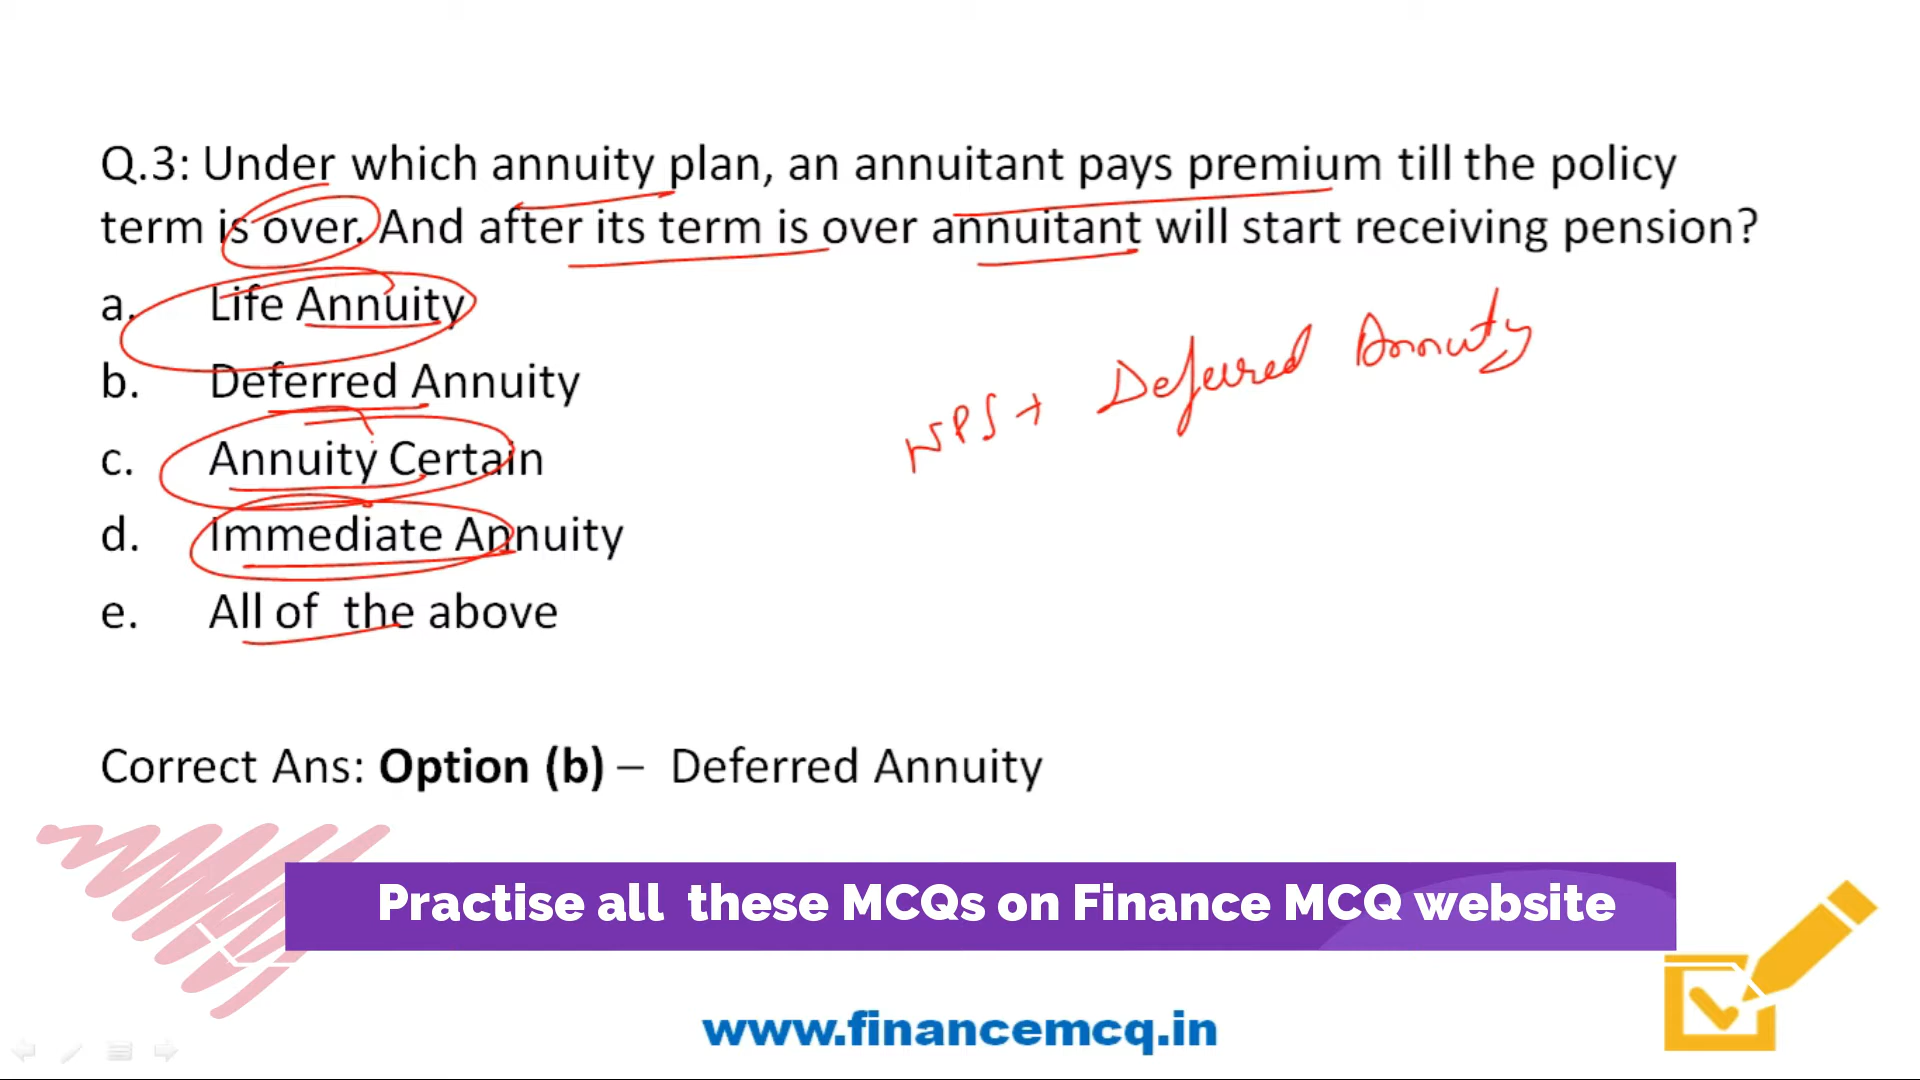 Q.3: Under which annuity plan, an annuitant pays premium till the policy
term is over. And after its term is over annuitant will start receiving pension?
a. Life Annuity
b. Deferred Annuity
c. Annuity Certain
d. Immediate Annuity
e. All of the above
NPS → Deferred Annuity
Correct Ans: Option (b) – Deferred Annuity
Practise all these MCQs on Finance MCQ website
www.financemcq.in